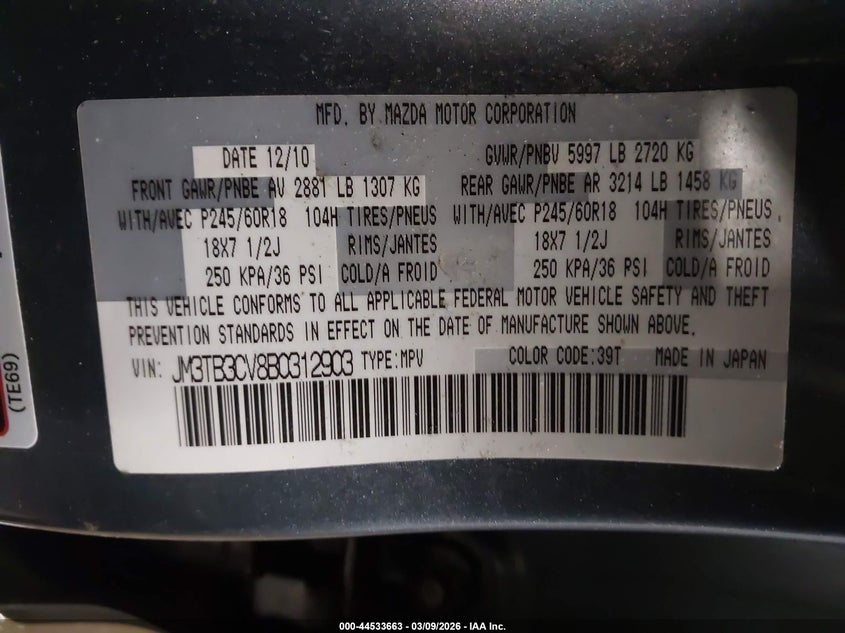 MFD. BY MAZDA MOTOR CORPORATION
DATE 12/10 GVWR/PNBV 5997 LB 2720 KG
FRONT GAWR/PNBE AV 2881 LB 1307 KG REAR GAWR/PNBE AR 3214 LB 1458 KG
WITH/AVEC P245/60R18 104H TIRES/PNEUS WITH/AVEC P245/60R18 104H TIRES/PNEUS
18X7 1/2J RIMS/JANTES 18X7 1/2J RIMS/JANTES
250 KPA/36 PSI COLD/A FROID 250 KPA/36 PSI COLD/A FROID
THIS VEHICLE CONFORMS TO ALL APPLICABLE FEDERAL MOTOR VEHICLE SAFETY AND THEFT
PREVENTION STANDARDS IN EFFECT ON THE DATE OF MANUFACTURE SHOWN ABOVE.
VIN: JM3TB3CV8B0312903 TYPE:MPV COLOR CODE:39T MADE IN JAPAN
(TE69)
000-44533663 - 03/09/2026 - IAA Inc.